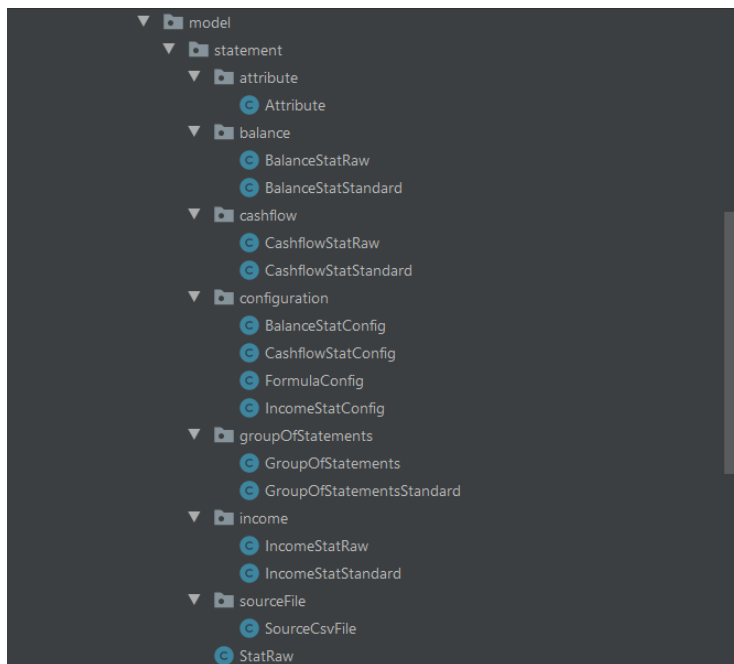 model
statement
attribute
Attribute
balance
BalanceStatRaw
BalanceStatStandard
cashflow
CashflowStatRaw
CashflowStatStandard
configuration
BalanceStatConfig
CashflowStatConfig
FormulaConfig
IncomeStatConfig
groupOfStatements
GroupOfStatements
GroupOfStatementsStandard
income
IncomeStatRaw
IncomeStatStandard
sourceFile
SourceCsvFile
StatRaw